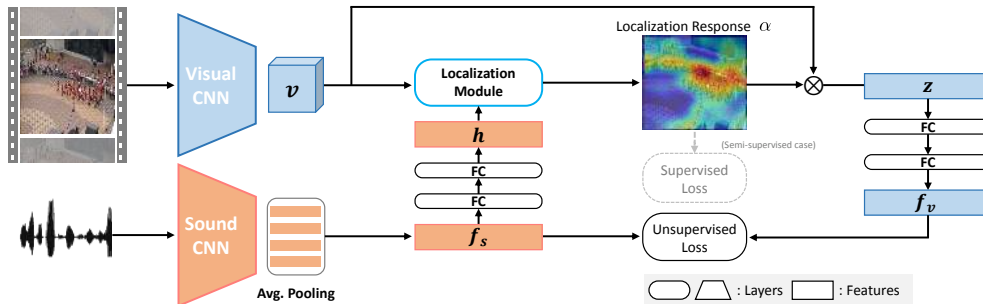 Localization Response α
Visual
CNN
v
Localization
Module
z
FC
h
(Semi-supervised case)
FC
FC
Supervised
Loss
FC
f_v
Sound
CNN
f_s
Unsupervised
Loss
Avg. Pooling
: Layers
: Features